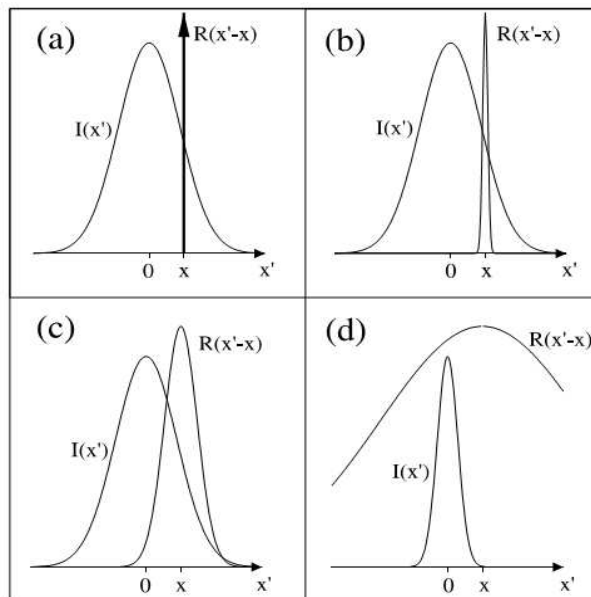 (a)
R(x'-x)
I(x')
0 x x'
(b)
R(x'-x)
I(x')
0 x x'
(c)
R(x'-x)
I(x')
0 x x'
(d)
R(x'-x)
I(x')
0 x x'